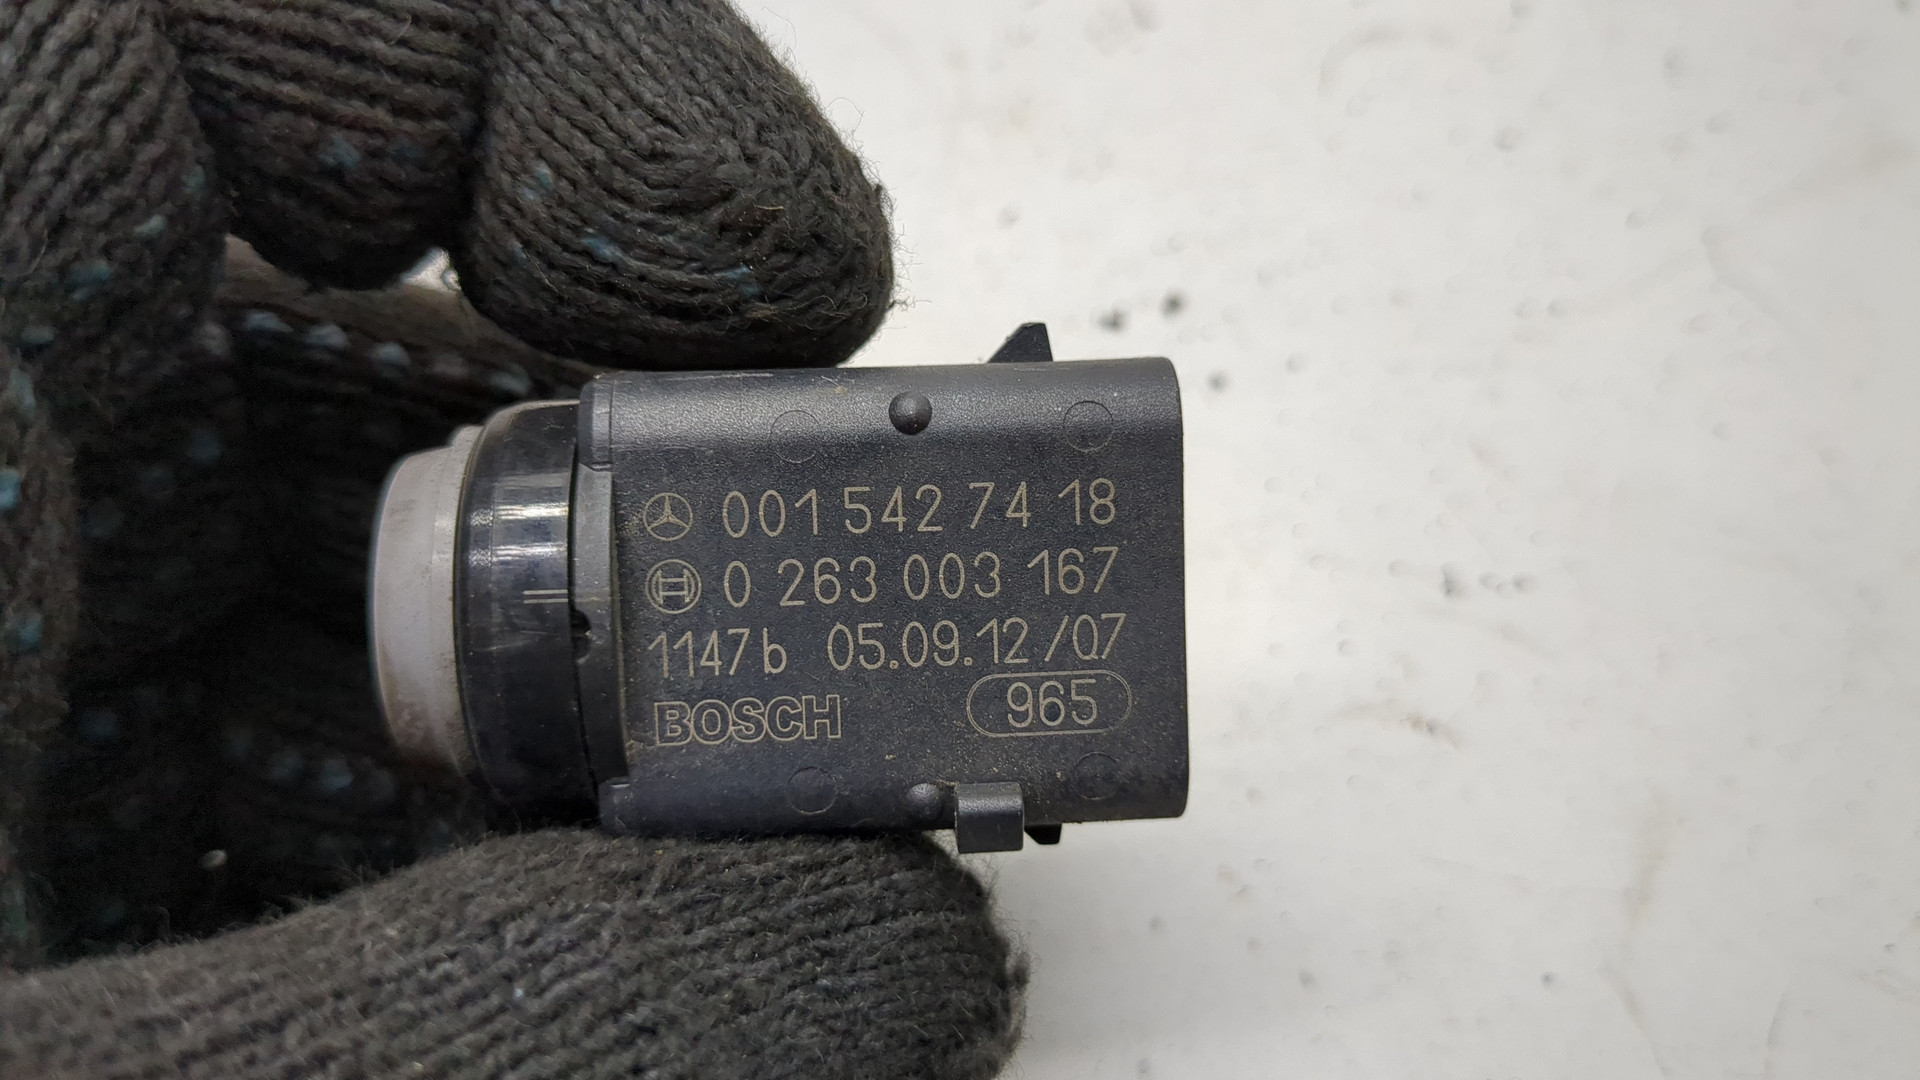 001 542 74 18
0 263 003 167
1147b 05.09.12/07
BOSCH 965